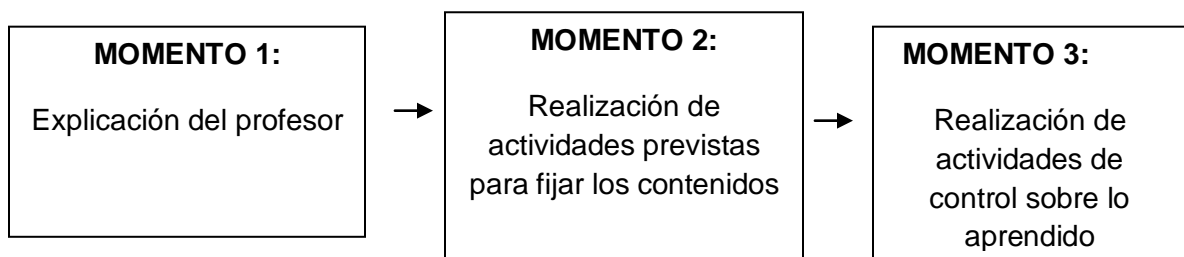 MOMENTO 1:
Explicación del profesor
MOMENTO 2:
Realización de
actividades previstas
para fijar los contenidos
MOMENTO 3:
Realización de
actividades de
control sobre lo
aprendido